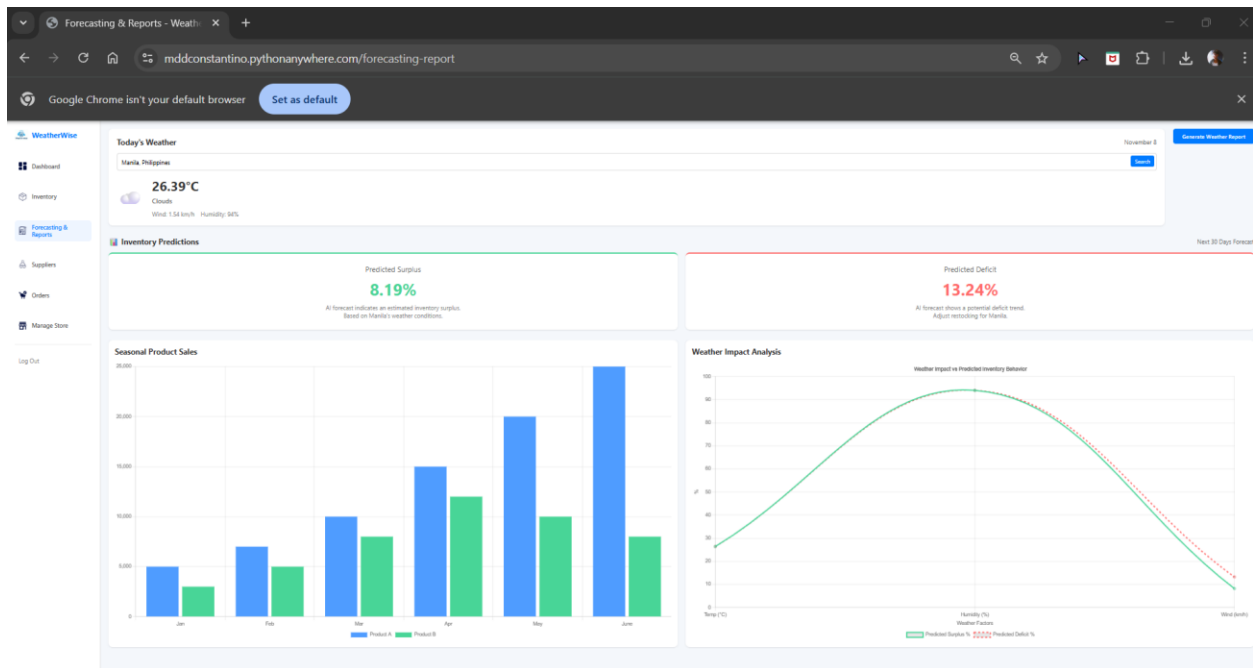 Forecasting & Reports - Weath
mddconstantino.pythonanywhere.com/forecasting-report
Google Chrome isn't your default browser
Set as default
WeatherWise
Dashboard
Inventory
Forecasting &
Reports
Suppliers
Orders
Manage Store
Log Out
Today's Weather
November 8
Generate Weather Report
Manila, Philippines
Search
26.39°C
Clouds
Wind: 1.54 km/h Humidity: 84%
Inventory Predictions
Next 30 Days Forecast
Predicted Surplus
8.19%
AI forecast indicates an estimated inventory surplus.
Based on Manila's weather conditions.
Predicted Deficit
13.24%
AI forecast shows a potential deficit trend.
Adjust restocking for Manila.
Seasonal Product Sales
25,000
20,000
15,000
10,000
5,000
0
Jan Feb Mar Apr May June
Product A Product B
Weather Impact Analysis
Weather Impact vs Predicted Inventory Behavior
100
90
80
70
60
50
40
30
20
10
0
%
Temp (°C) Humidity (%) Wind (km/h)
Weather Factors
Predicted Surplus % Predicted Deficit %